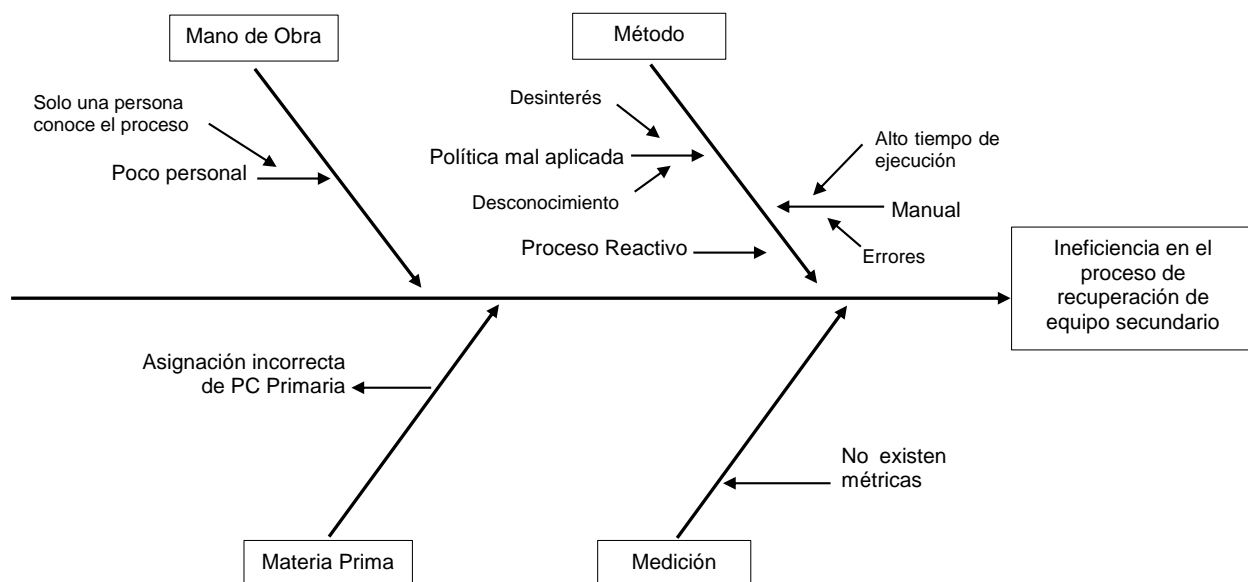 Mano de Obra
Método
Solo una persona
conoce el proceso
Poco personal
Desinterés
Política mal aplicada
Desconocimiento
Proceso Reactivo
Alto tiempo de
ejecución
Manual
Errores
Ineficiencia en el
proceso de
recuperación de
equipo secundario
Asignación incorrecta
de PC Primaria
No existen
métricas
Materia Prima
Medición